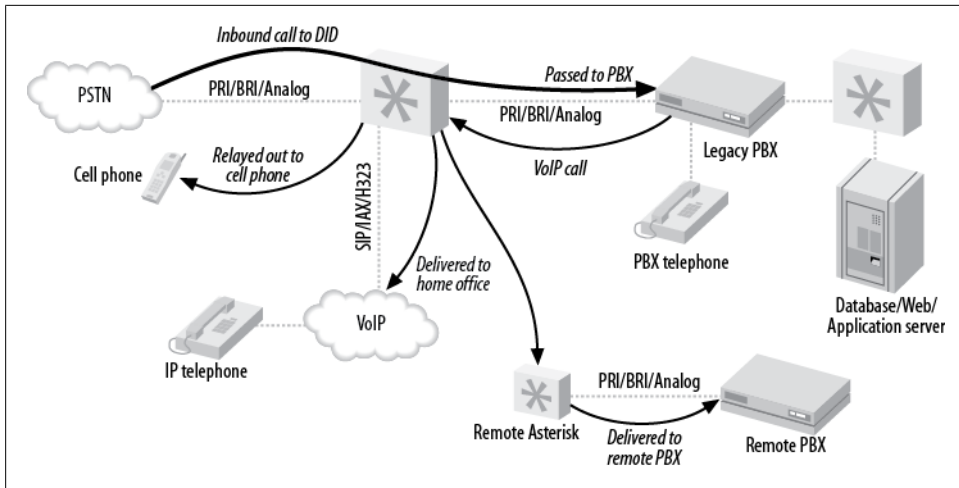 Inbound call to DID
PSTN
PRI/BRI/Analog
Passed to PBX
PRI/BRI/Analog
Legacy PBX
VoIP call
Cell phone
Relayed out to
cell phone
SIP/IAX/H323
PBX telephone
Delivered to
home office
VoIP
IP telephone
Database/Web/
Application server
Remote Asterisk
PRI/BRI/Analog
Delivered to
remote PBX
Remote PBX